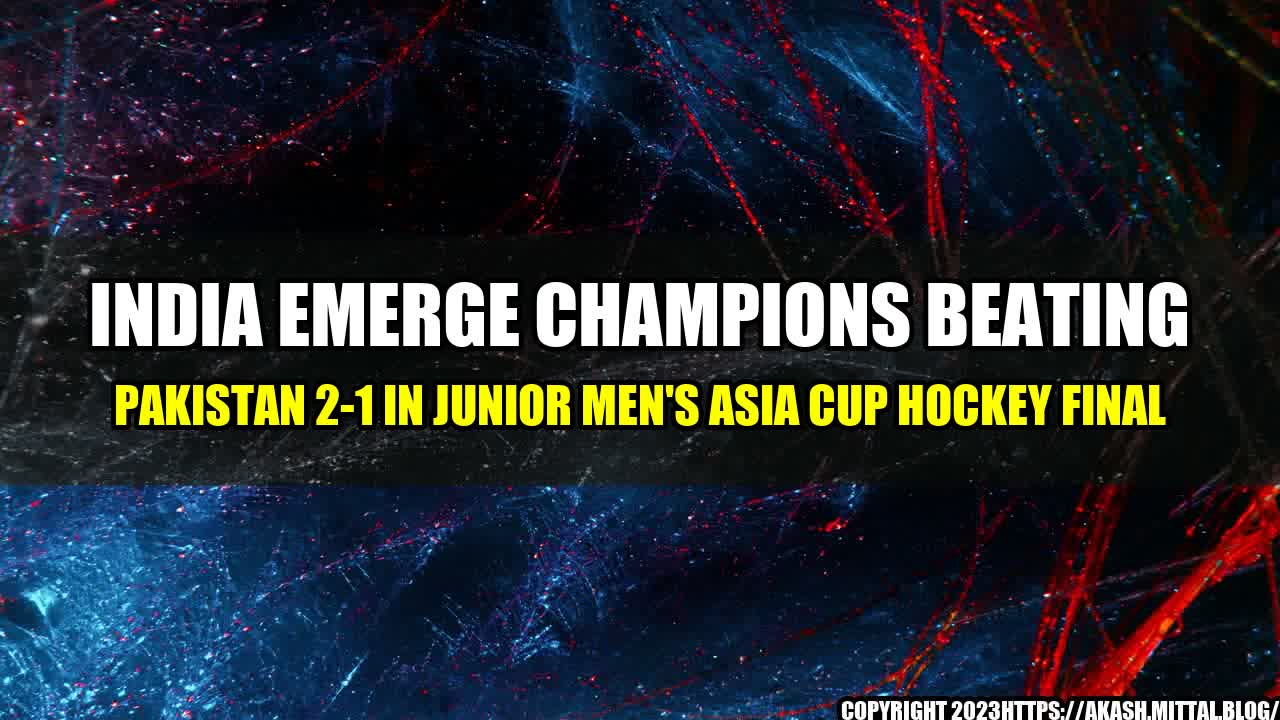 INDIA EMERGE CHAMPIONS BEATING
PAKISTAN 2-1 IN JUNIOR MEN'S ASIA CUP HOCKEY FINAL
COPYRIGHT 2023HTTPS://AKASH.MITTAL.BLOG/